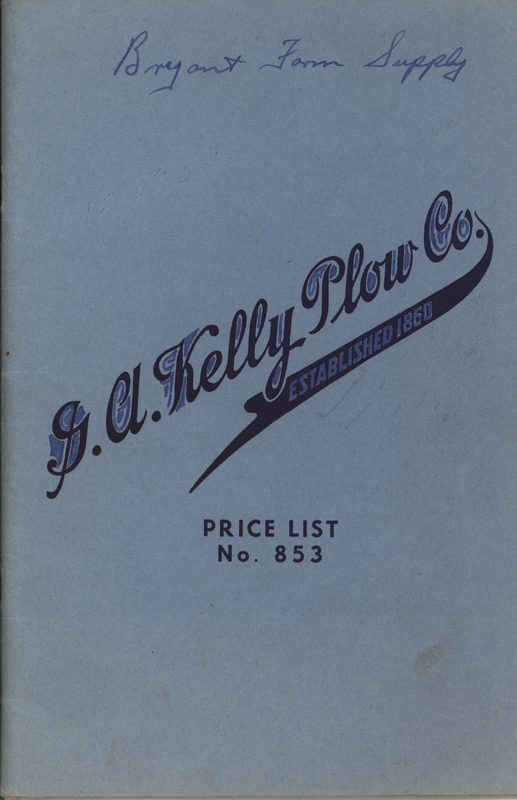 Bryant Farm Supply
G. A. Kelly Plow Co.
ESTABLISHED 1860
PRICE LIST
No. 853